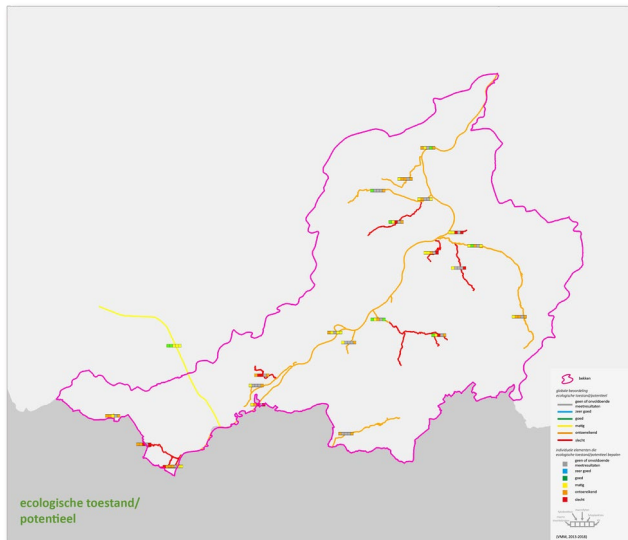 ecologische toestand/
potentieel
bekken
globale beoordeling
ecologische toestand/potentieel
geen of onvoldoende
meetresultaten
zeer goed
goed
matig
ontoereikend
slecht
individuele elementen die
ecologische toestand/potentieel bepalen
geen of onvoldoende
meetresultaten
zeer goed
goed
matig
ontoereikend
slecht
(VMM, 2013-2018)